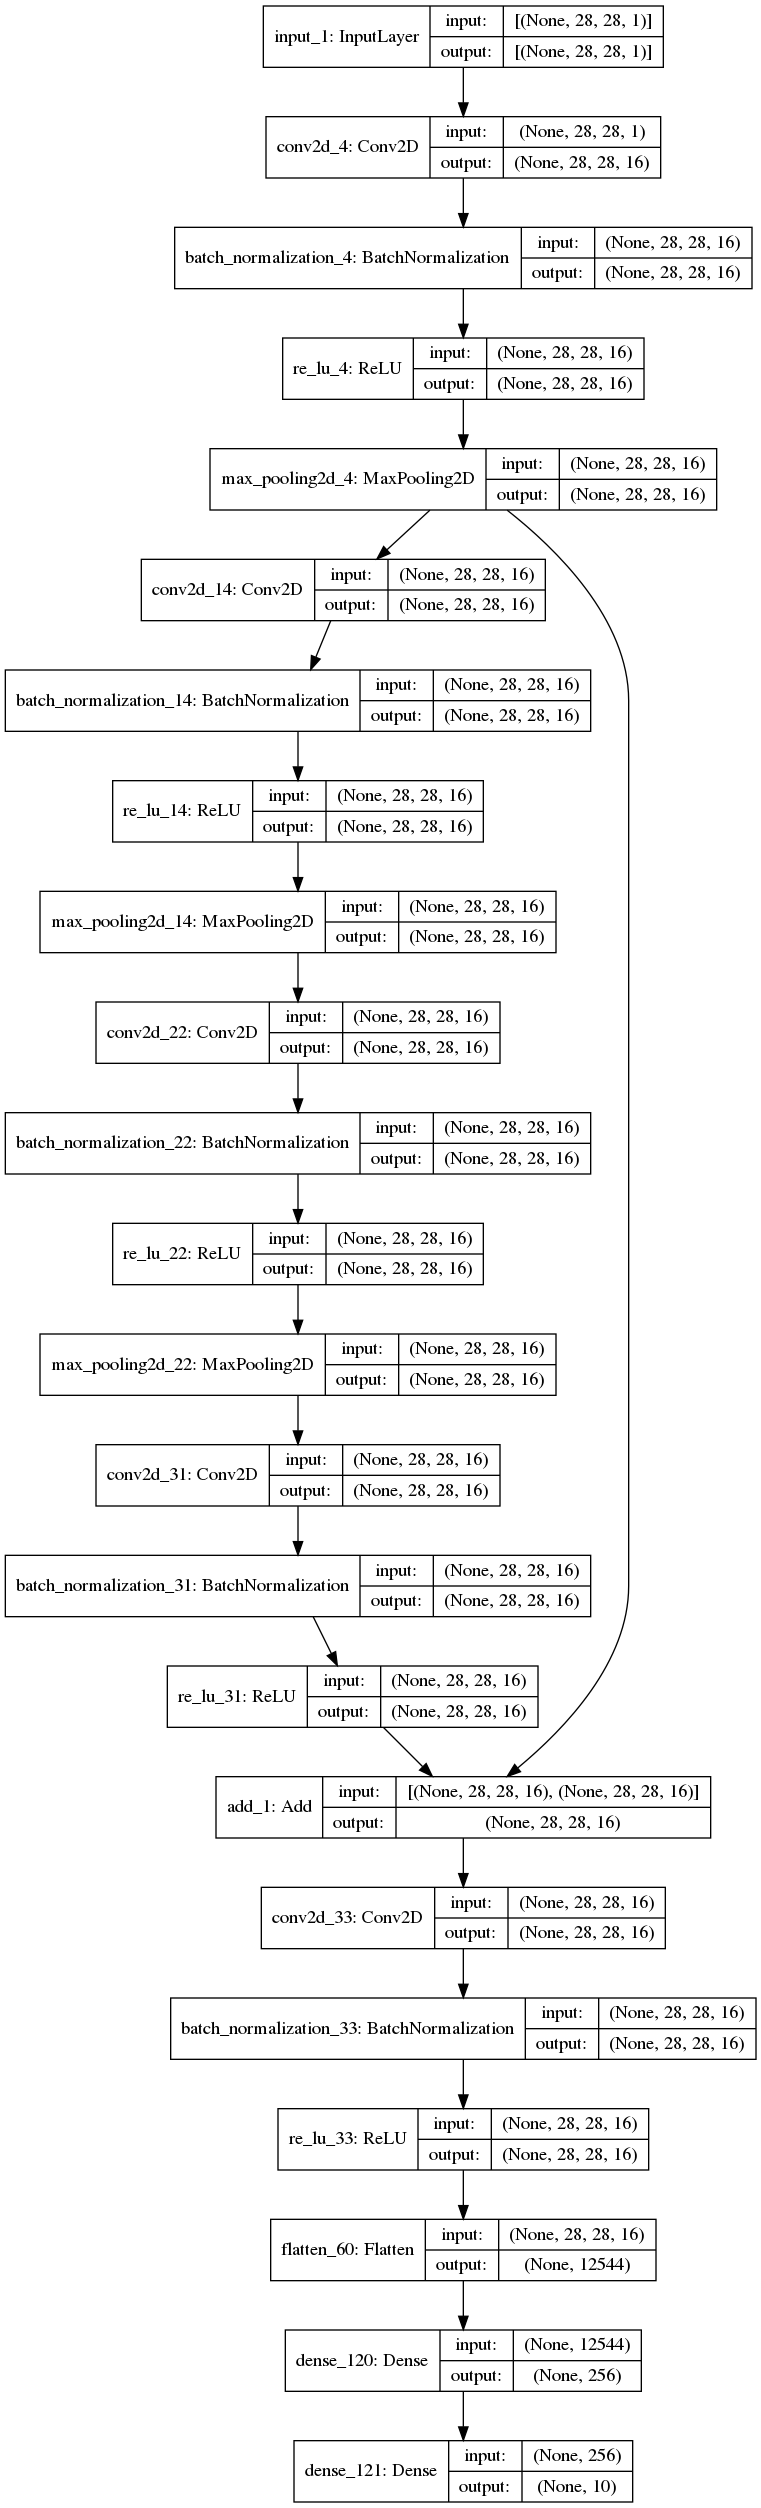 input_1: InputLayer
input: [(None, 28, 28, 1)]
output: [(None, 28, 28, 1)]
conv2d_4: Conv2D
input: (None, 28, 28, 1)
output: (None, 28, 28, 16)
batch_normalization_4: BatchNormalization
input: (None, 28, 28, 16)
output: (None, 28, 28, 16)
re_lu_4: ReLU
input: (None, 28, 28, 16)
output: (None, 28, 28, 16)
max_pooling2d_4: MaxPooling2D
input: (None, 28, 28, 16)
output: (None, 28, 28, 16)
conv2d_14: Conv2D
input: (None, 28, 28, 16)
output: (None, 28, 28, 16)
batch_normalization_14: BatchNormalization
input: (None, 28, 28, 16)
output: (None, 28, 28, 16)
re_lu_14: ReLU
input: (None, 28, 28, 16)
output: (None, 28, 28, 16)
max_pooling2d_14: MaxPooling2D
input: (None, 28, 28, 16)
output: (None, 28, 28, 16)
conv2d_22: Conv2D
input: (None, 28, 28, 16)
output: (None, 28, 28, 16)
batch_normalization_22: BatchNormalization
input: (None, 28, 28, 16)
output: (None, 28, 28, 16)
re_lu_22: ReLU
input: (None, 28, 28, 16)
output: (None, 28, 28, 16)
max_pooling2d_22: MaxPooling2D
input: (None, 28, 28, 16)
output: (None, 28, 28, 16)
conv2d_31: Conv2D
input: (None, 28, 28, 16)
output: (None, 28, 28, 16)
batch_normalization_31: BatchNormalization
input: (None, 28, 28, 16)
output: (None, 28, 28, 16)
re_lu_31: ReLU
input: (None, 28, 28, 16)
output: (None, 28, 28, 16)
add_1: Add
input: [(None, 28, 28, 16), (None, 28, 28, 16)]
output: (None, 28, 28, 16)
conv2d_33: Conv2D
input: (None, 28, 28, 16)
output: (None, 28, 28, 16)
batch_normalization_33: BatchNormalization
input: (None, 28, 28, 16)
output: (None, 28, 28, 16)
re_lu_33: ReLU
input: (None, 28, 28, 16)
output: (None, 28, 28, 16)
flatten_60: Flatten
input: (None, 28, 28, 16)
output: (None, 12544)
dense_120: Dense
input: (None, 12544)
output: (None, 256)
dense_121: Dense
input: (None, 256)
output: (None, 10)